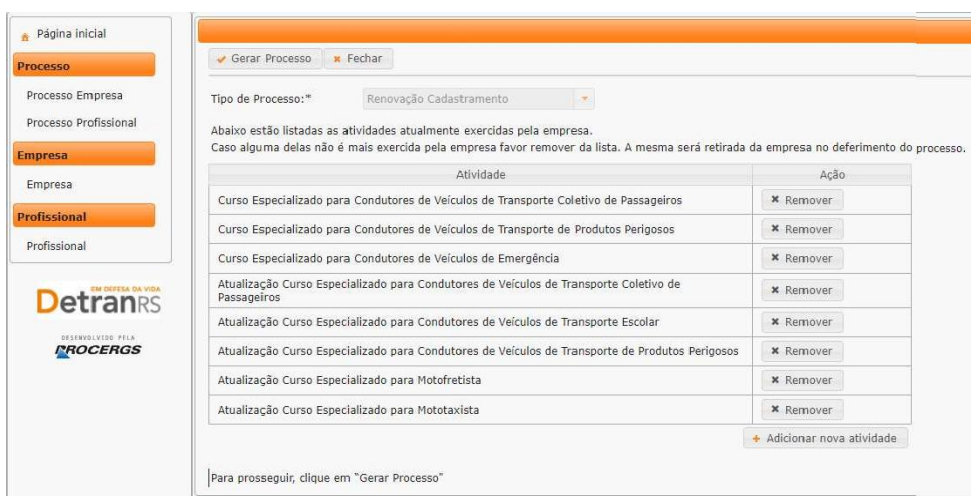 Página inicial
Processo
Processo Empresa
Processo Profissional
Empresa
Empresa
Profissional
Profissional
EM DEFESA DA VIDA
DetranRS
DESENVOLVIDO PELA
PROCERGS
Gerar Processo
Fechar
Tipo de Processo:*
Renovação Cadastramento
Abaixo estão listadas as atividades atualmente exercidas pela empresa.
Caso alguma delas não é mais exercida pela empresa favor remover da lista. A mesma será retirada da empresa no deferimento do processo.
Atividade Ação
Curso Especializado para Condutores de Veículos de Transporte Coletivo de Passageiros Remover
Curso Especializado para Condutores de Veículos de Transporte de Produtos Perigosos Remover
Curso Especializado para Condutores de Veículos de Emergência Remover
Atualização Curso Especializado para Condutores de Veículos de Transporte Coletivo de
Passageiros Remover
Atualização Curso Especializado para Condutores de Veículos de Transporte Escolar Remover
Atualização Curso Especializado para Condutores de Veículos de Transporte de Produtos Perigosos Remover
Atualização Curso Especializado para Motofretista Remover
Atualização Curso Especializado para Mototaxista Remover
Adicionar nova atividade
Para prosseguir, clique em "Gerar Processo"